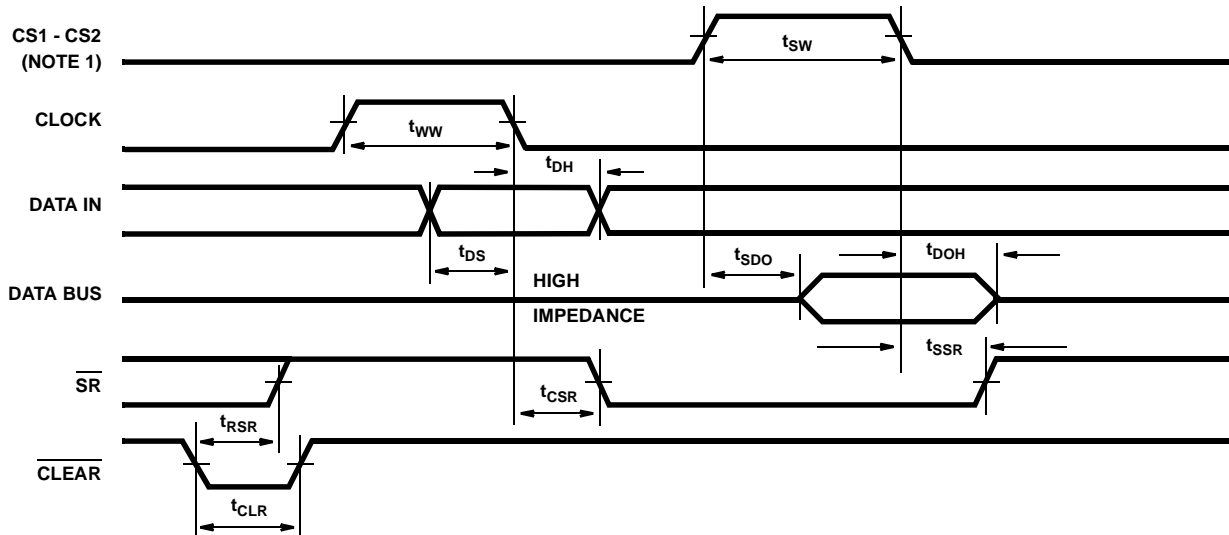 CS1 - CS2
(NOTE 1)
tSW
CLOCK
tWW
tDH
DATA IN
tDS
tSDO
tDOH
DATA BUS
HIGH
IMPEDANCE
tSSR
SR
tCSR
tRSR
CLEAR
tCLR